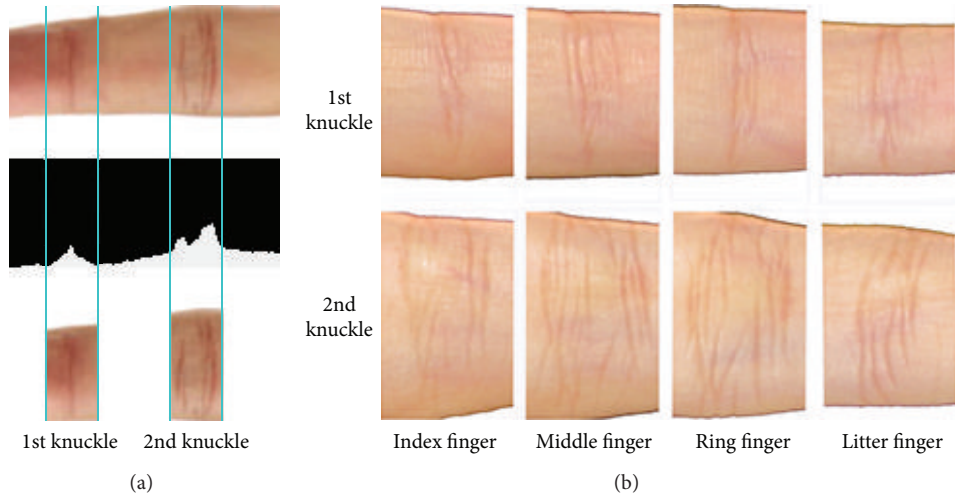 1st
knuckle
2nd
knuckle
1st knuckle
2nd knuckle
Index finger
Middle finger
Ring finger
Litter finger
(a)
(b)